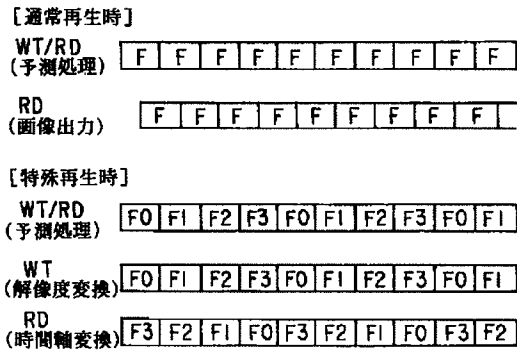 [通常再生時]
WT/RD
(予測処理)
F F F F F F F F F F
RD
(画像出力)
F F F F F F F F F
[特殊再生時]
WT/RD
(予測処理)
F0 F1 F2 F3 F0 F1 F2 F3 F0 F1
WT
(解像度変換)
F0 F1 F2 F3 F0 F1 F2 F3 F0 F1
RD
(時間軸変換)
F3 F2 F1 F0 F3 F2 F1 F0 F3 F2